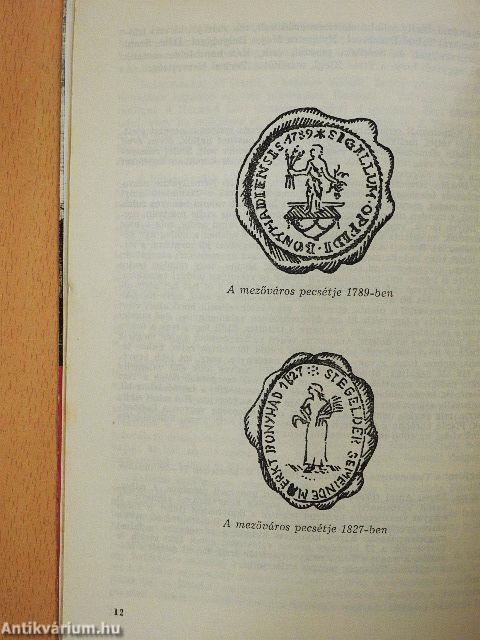 SIGILLUM · OPPIDI · BONYHADIENSIS 1789
A mezőváros pecsétje 1789-ben
SIEGEL DER GEMEINDE MAERKT BONYHAD 1827
A mezőváros pecsétje 1827-ben
12
Antikvárium.hu